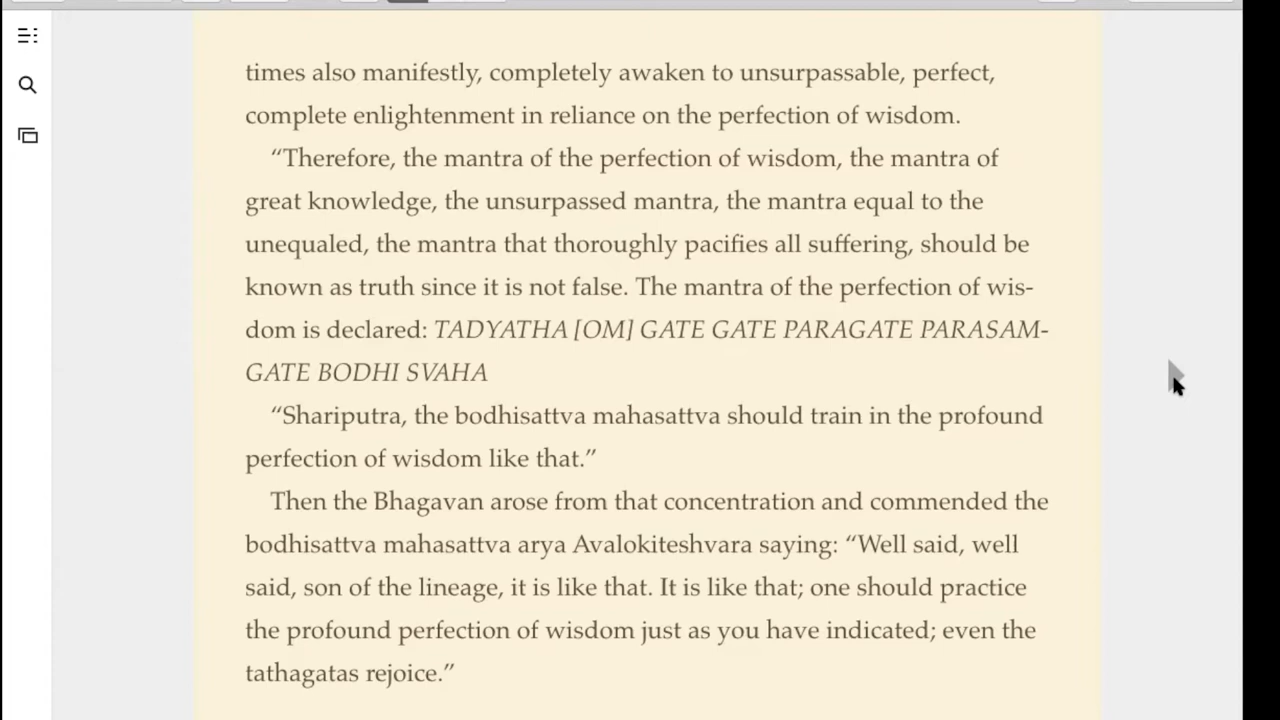 times also manifestly, completely awaken to unsurpassable, perfect,
complete enlightenment in reliance on the perfection of wisdom.
“Therefore, the mantra of the perfection of wisdom, the mantra of
great knowledge, the unsurpassed mantra, the mantra equal to the
unequaled, the mantra that thoroughly pacifies all suffering, should be
known as truth since it is not false. The mantra of the perfection of wis-
dom is declared: TADYATHA [OM] GATE GATE PARAGATE PARASAM-
GATE BODHI SVAHA
“Shariputra, the bodhisattva mahasattva should train in the profound
perfection of wisdom like that.”
Then the Bhagavan arose from that concentration and commended the
bodhisattva mahasattva arya Avalokiteshvara saying: “Well said, well
said, son of the lineage, it is like that. It is like that; one should practice
the profound perfection of wisdom just as you have indicated; even the
tathagatas rejoice.”